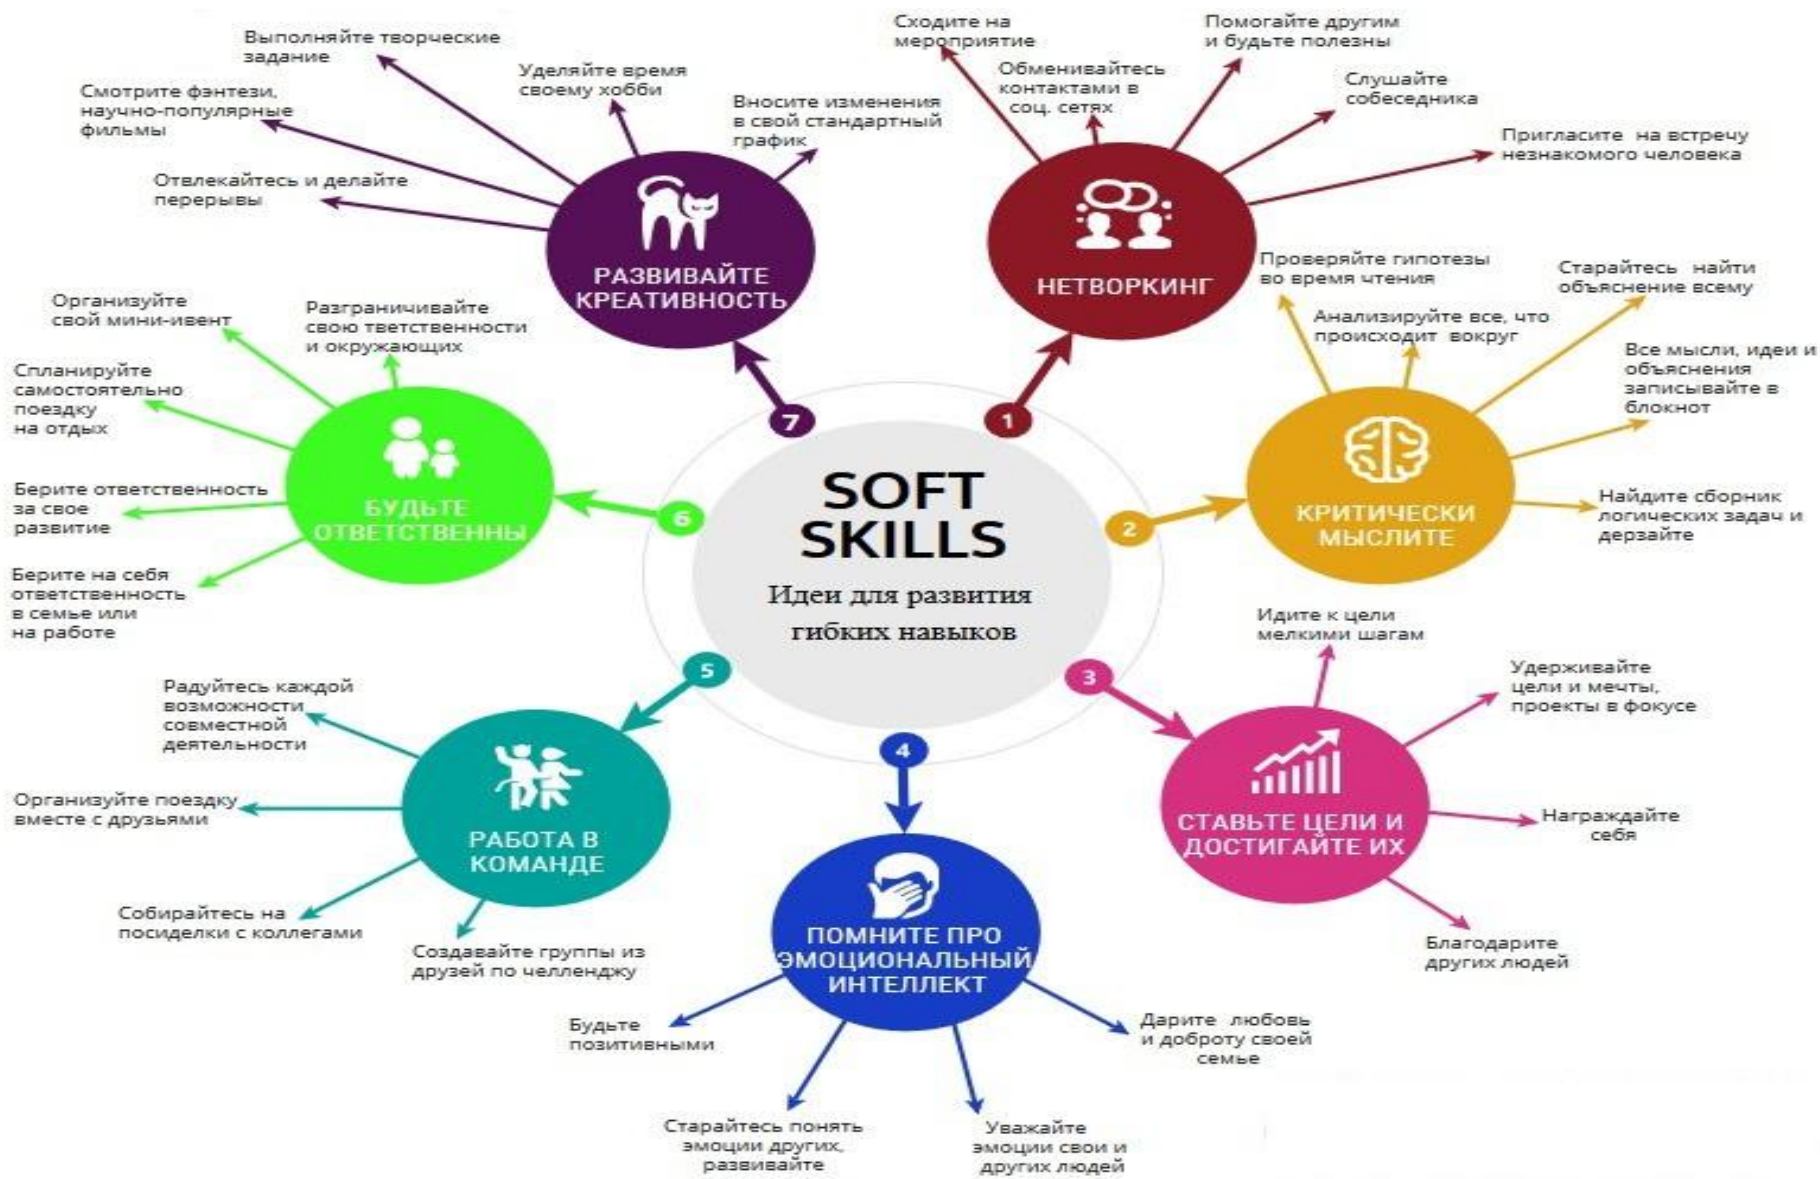 SOFT
SKILLS
Идеи для развития
гибких навыков
1
НЕТВОРКИНГ
Сходите на
мероприятие
Обменивайтесь
контактами в
соц. сетях
Помогайте другим
и будьте полезны
Слушайте
собеседника
Пригласите на встречу
незнакомого человека
2
КРИТИЧЕСКИ
МЫСЛИТЕ
Проверяйте гипотезы
во время чтения
Анализируйте все, что
происходит вокруг
Старайтесь найти
объяснение всему
Все мысли, идеи и
объяснения
записывайте в
блокнот
Найдите сборник
логических задач и
дерзайте
3
СТАВЬТЕ ЦЕЛИ И
ДОСТИГАЙТЕ ИХ
Идите к цели
мелкими шагам
Удерживайте
цели и мечты,
проекты в фокусе
Награждайте
себя
Благодарите
других людей
4
ПОМНИТЕ ПРО
ЭМОЦИОНАЛЬНЫЙ
ИНТЕЛЛЕКТ
Дарите любовь
и доброту своей
семье
Уважайте
эмоции свои и
других людей
Старайтесь понять
эмоции других,
развивайте
Будьте
позитивными
5
РАБОТА В
КОМАНДЕ
Создавайте группы из
друзей по челленджу
Собирайтесь на
посиделки с коллегами
Организуйте поездку
вместе с друзьями
Радуйтесь каждой
возможности
совместной
деятельности
6
БУДЬТЕ
ОТВЕТСТВЕННЫ
Берите на себя
ответственность
в семье или
на работе
Берите ответственность
за свое
развитие
Спланируйте
самостоятельно
поездку
на отдых
Организуйте
свой мини-ивент
Разграничивайте
свою тветственности
и окружающих
7
РАЗВИВАЙТЕ
КРЕАТИВНОСТЬ
Отвлекайтесь и делайте
перерывы
Смотрите фэнтези,
научно-популярные
фильмы
Выполняйте творческие
задание
Уделяйте время
своему хобби
Вносите изменения
в свой стандартный
график